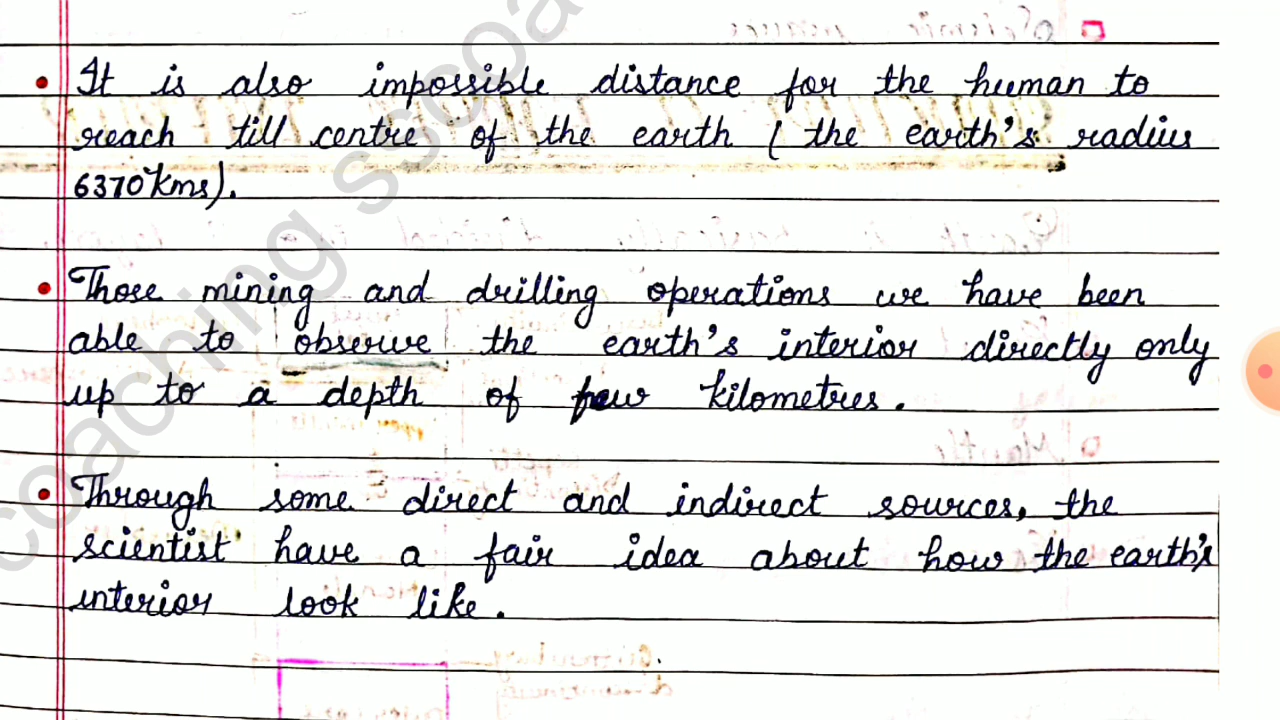 • It is also impossible distance for the human to
reach till centre of the earth ( the earth's radius
6370 kms).
• Those mining and drilling operations we have been
able to observe the earth's interior directly only
up to a depth of few kilometres.
• Through some direct and indirect sources, the
scientist have a fair idea about how the earth's
interior look like.
coaching